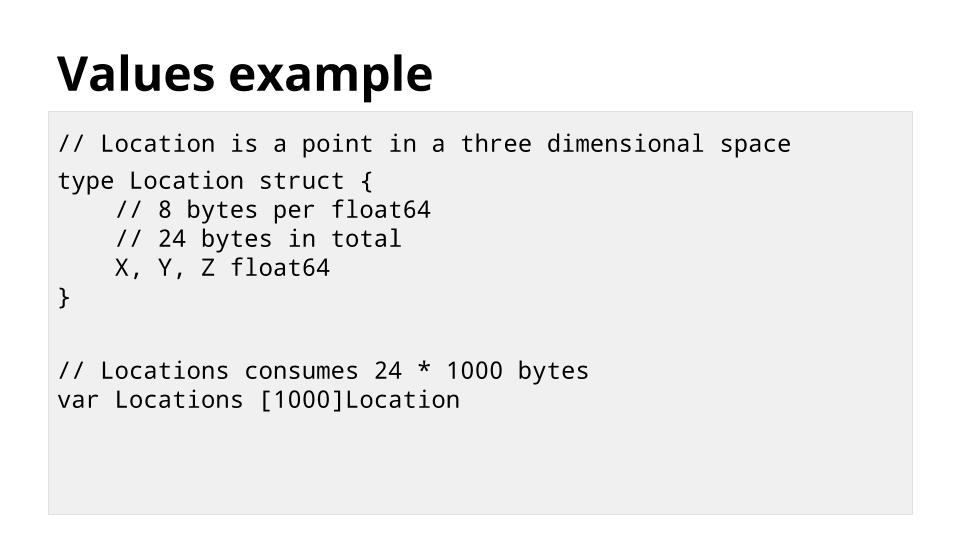 Values example
// Location is a point in a three dimensional space
type Location struct {
    // 8 bytes per float64
    // 24 bytes in total
    X, Y, Z float64
}
// Locations consumes 24 * 1000 bytes
var Locations [1000]Location